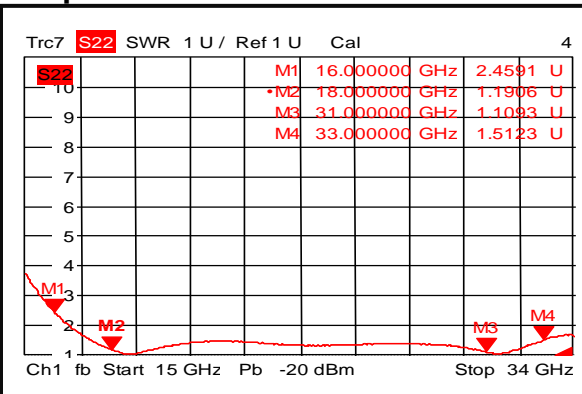 Trc7 S22 SWR 1 U / Ref 1 U Cal 4
S22
M1 16.000000 GHz 2.4591 U
•M2 18.000000 GHz 1.1906 U
M3 31.000000 GHz 1.1093 U
M4 33.000000 GHz 1.5123 U
10
9
8
7
6
5
4
3
2
1
M1
M2
M3
M4
Ch1 fb Start 15 GHz Pb -20 dBm Stop 34 GHz